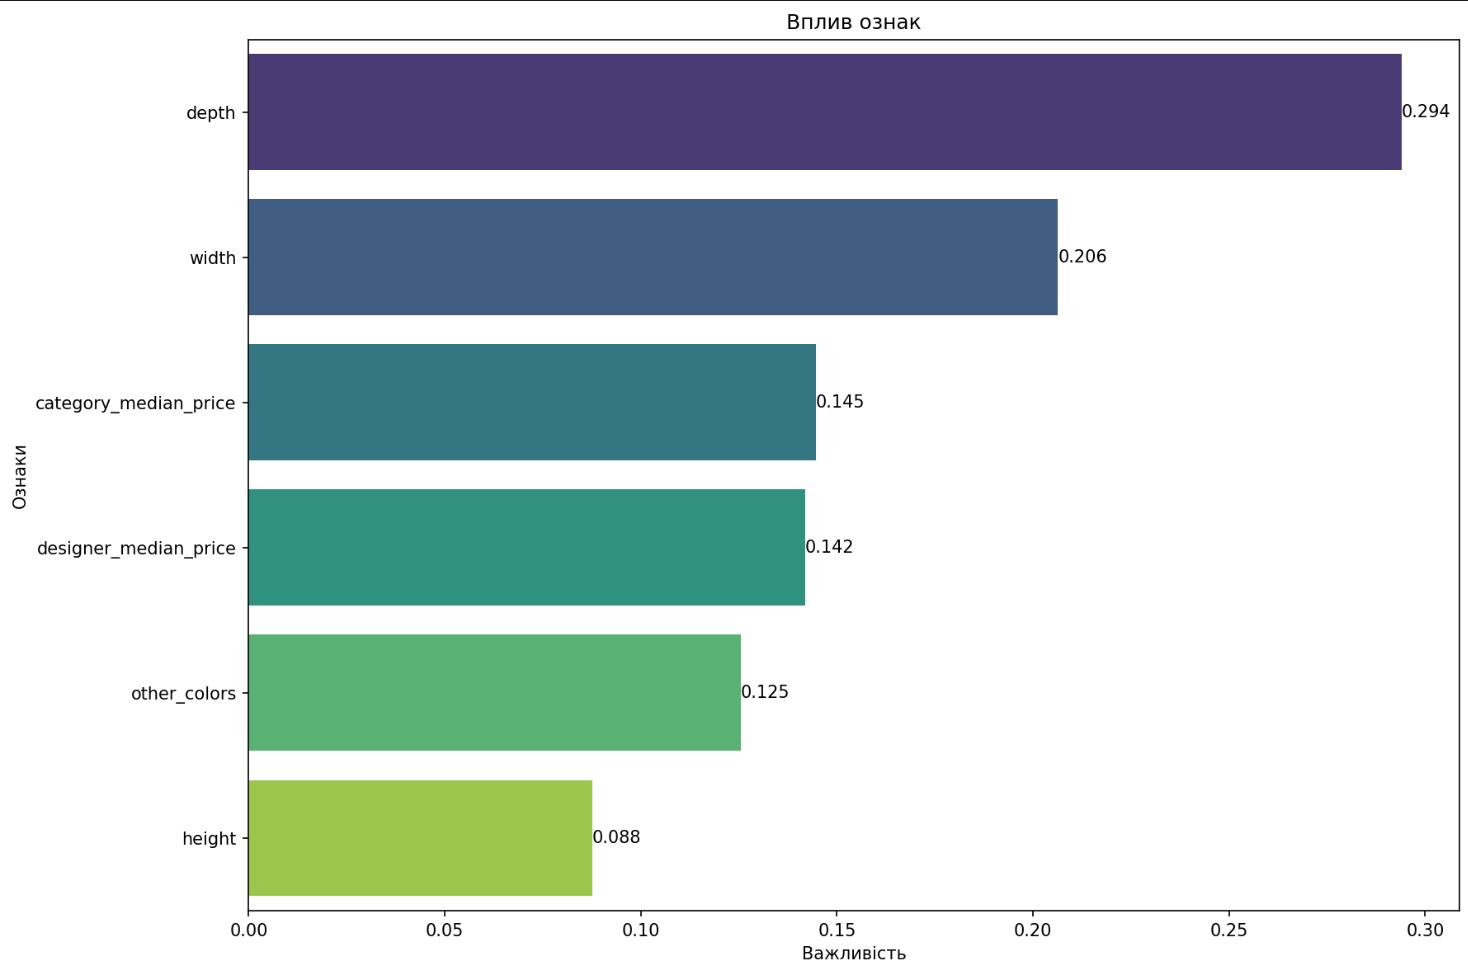 Вплив ознак
depth
0.294
width
0.206
category_median_price
0.145
designer_median_price
0.142
other_colors
0.125
height
0.088
Ознаки
0.00 0.05 0.10 0.15 0.20 0.25 0.30
Важливість